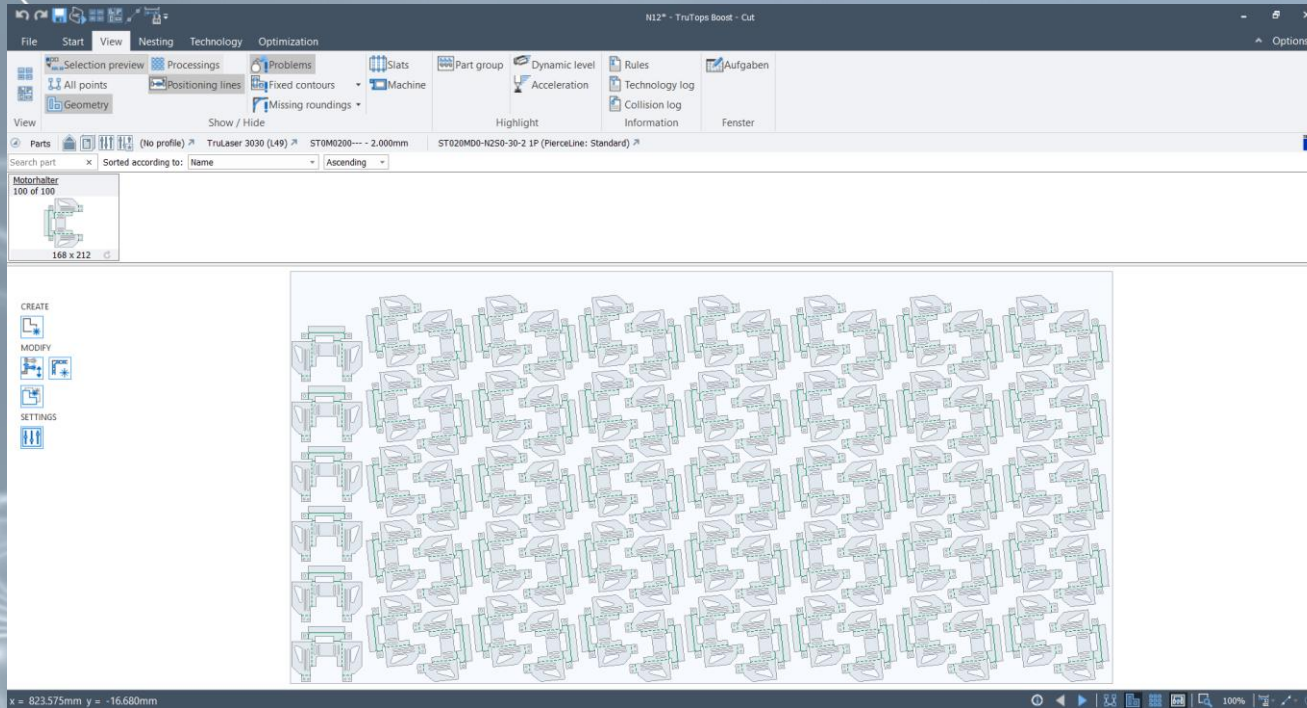 N12* - TruTops Boost - Cut
File Start View Nesting Technology Optimization Options
Selection preview Processings Problems Slats Part group Dynamic level Rules Aufgaben
All points Positioning lines Fixed contours Machine Acceleration Technology log
Geometry Missing roundings Collision log
View Show / Hide Highlight Information Fenster
Parts (No profile) TruLaser 3030 (L49) ST0M0200--- - 2.000mm ST020MD0-N2S0-30-2 1P (PierceLine: Standard)
Search part × Sorted according to: Name Ascending
Motorhalter
100 of 100
168 x 212
CREATE
MODIFY
SETTINGS
x = 823.575mm y = -16.680mm 100%